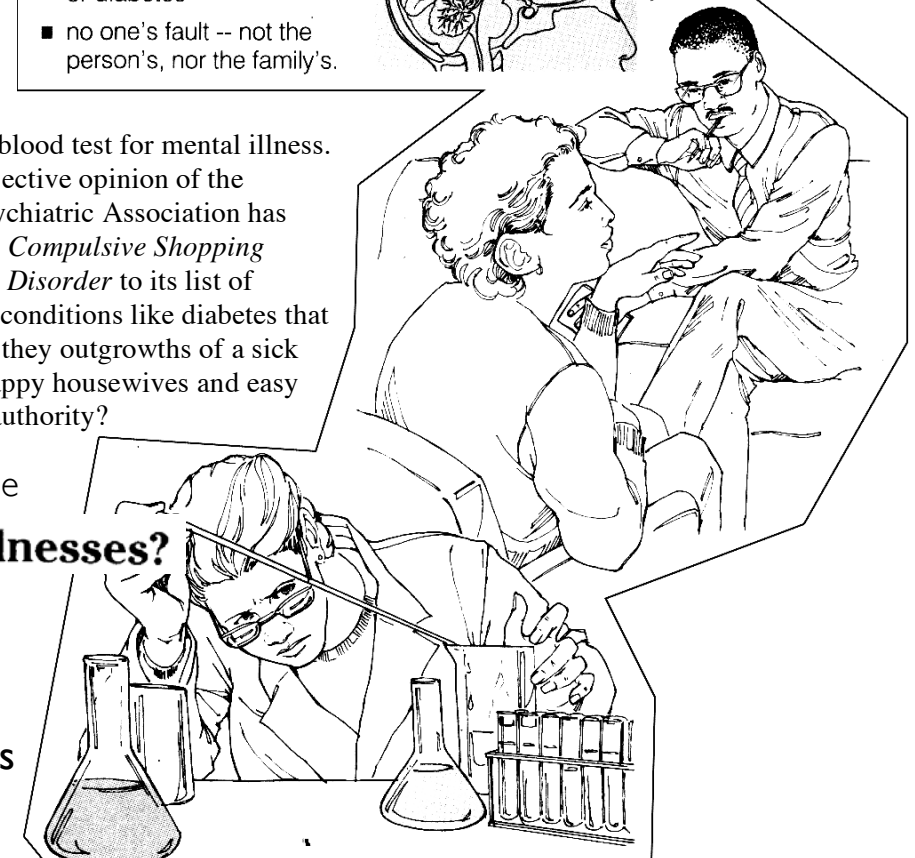 ■ no one's fault -- not the
person's, nor the family's.
blood test for mental illness.
ective opinion of the
ychiatric Association has
Compulsive Shopping
Disorder to its list of
conditions like diabetes that
they outgrowths of a sick
appy housewives and easy
uthority?
e
lnesses?
s